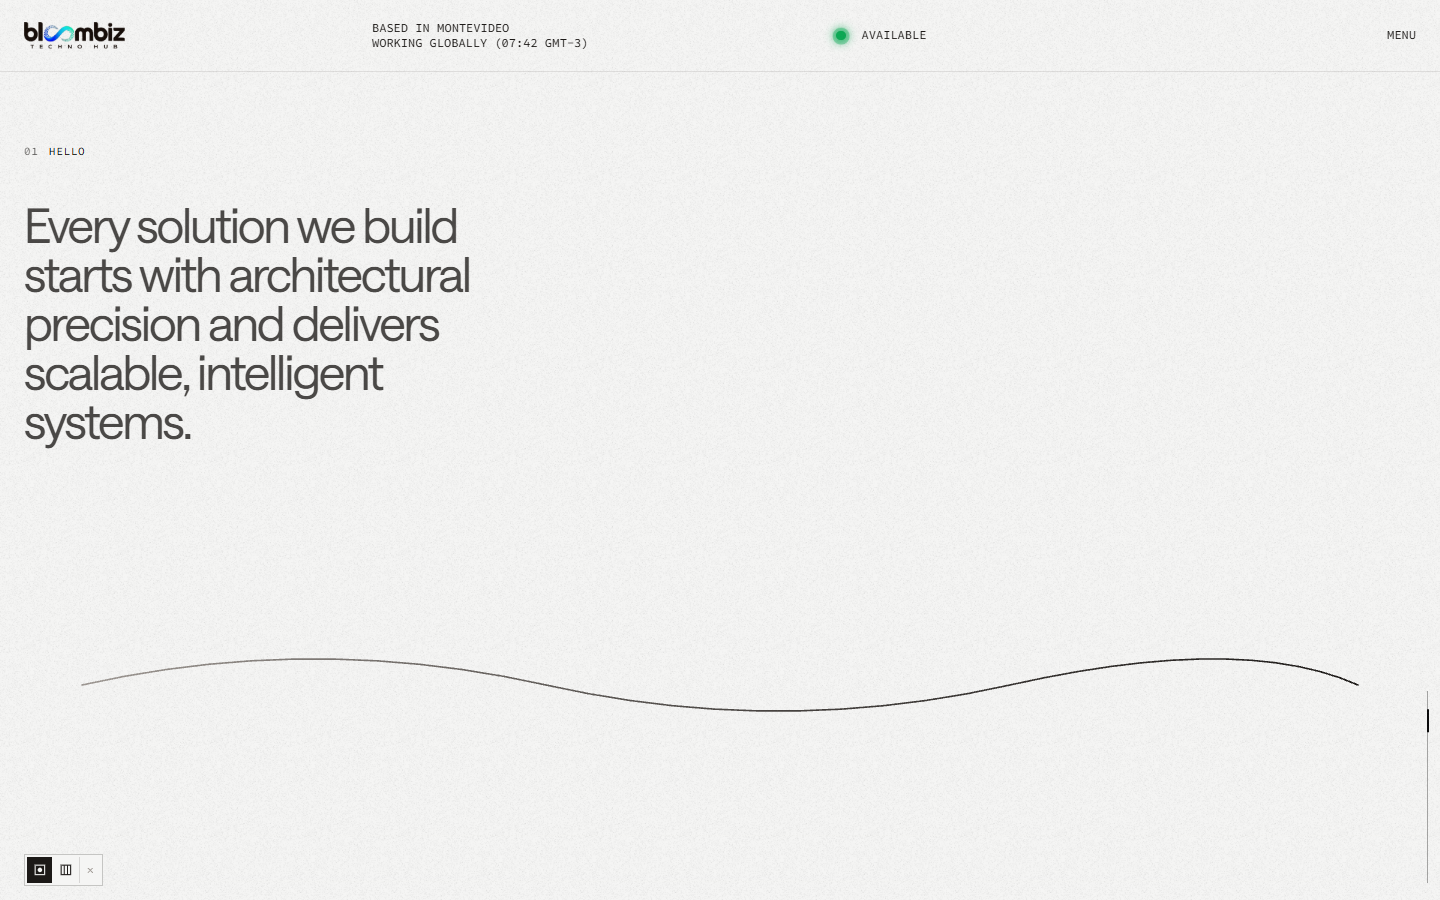 bloombiz
TECHNO HUB
BASED IN MONTEVIDEO
WORKING GLOBALLY (07:42 GMT-3)
AVAILABLE
MENU
01 HELLO
Every solution we build
starts with architectural
precision and delivers
scalable, intelligent
systems.